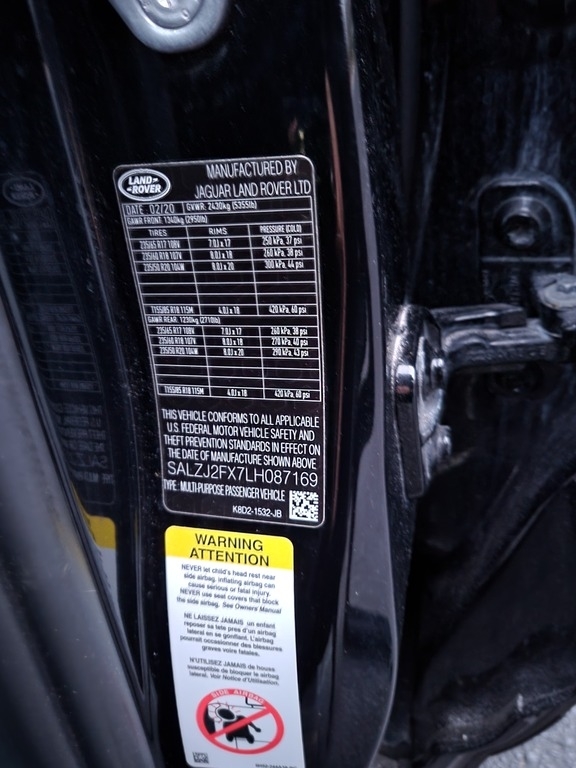 LAND-
-ROVER
MANUFACTURED BY
JAGUAR LAND ROVER LTD
DATE 02/20 GVWR: 2430kg (5355lb)
GAWR FRONT: 1340kg (2950lb)
TIRES RIMS PRESSURE (COLD)
235/65 R17 108V 7.0J x 17 250 kPa, 37 psi
235/60 R18 107V 8.0J x 18 260 kPa, 38 psi
235/50 R20 104W 8.0J x 20 300 kPa, 44 psi
T155/85 R18 115M 4.0J x 18 420 kPa, 60 psi
GAWR REAR: 1230kg (2710lb)
235/65 R17 108V 7.0J x 17 260 kPa, 38 psi
235/60 R18 107V 8.0J x 18 270 kPa, 40 psi
235/50 R20 104W 8.0J x 20 290 kPa, 43 psi
T155/85 R18 115M 4.0J x 18 420 kPa, 60 psi
THIS VEHICLE CONFORMS TO ALL APPLICABLE
U.S. FEDERAL MOTOR VEHICLE SAFETY AND
THEFT PREVENTION STANDARDS IN EFFECT ON
THE DATE OF MANUFACTURE SHOWN ABOVE
SALZJ2FX7LH087169
TYPE: MULTI-PURPOSE PASSENGER VEHICLE
K8D2-1532-JB
WARNING
ATTENTION
NEVER let child's head rest near
side airbag, inflating airbag can
cause serious or fatal injury.
NEVER use seat covers that block
the side airbag. See Owners Manual
NE LAISSEZ JAMAIS un enfant
reposer sa tete pres d'un airbag
lateral en se gonflant. L'airbag
pourrait occasionner des blessures
graves voire fatales.
N'UTILISEZ JAMAIS de housse
susceptible de bloquer l'airbag
lateral. Voir Notice d'Utilisation.
SIDE AIRBAG